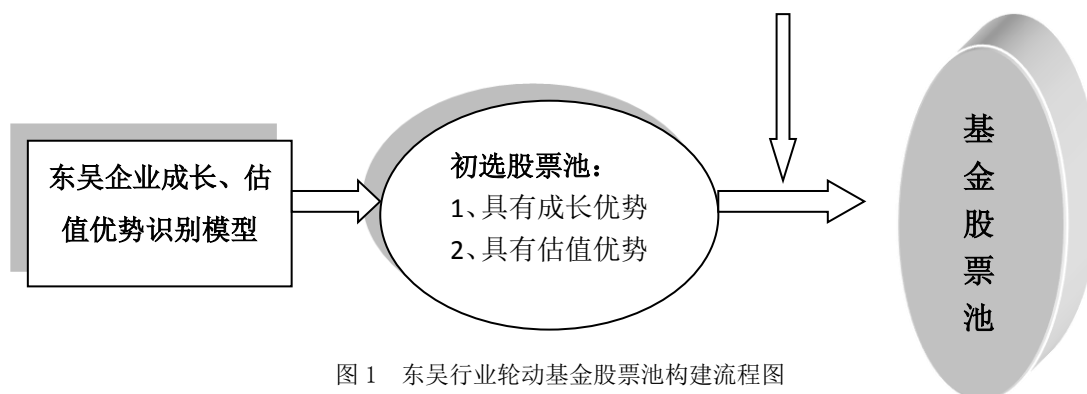 东吴企业成长、估
值优势识别模型
初选股票池：
1、具有成长优势
2、具有估值优势
基
金
股
票
池
图 1 东吴行业轮动基金股票池构建流程图